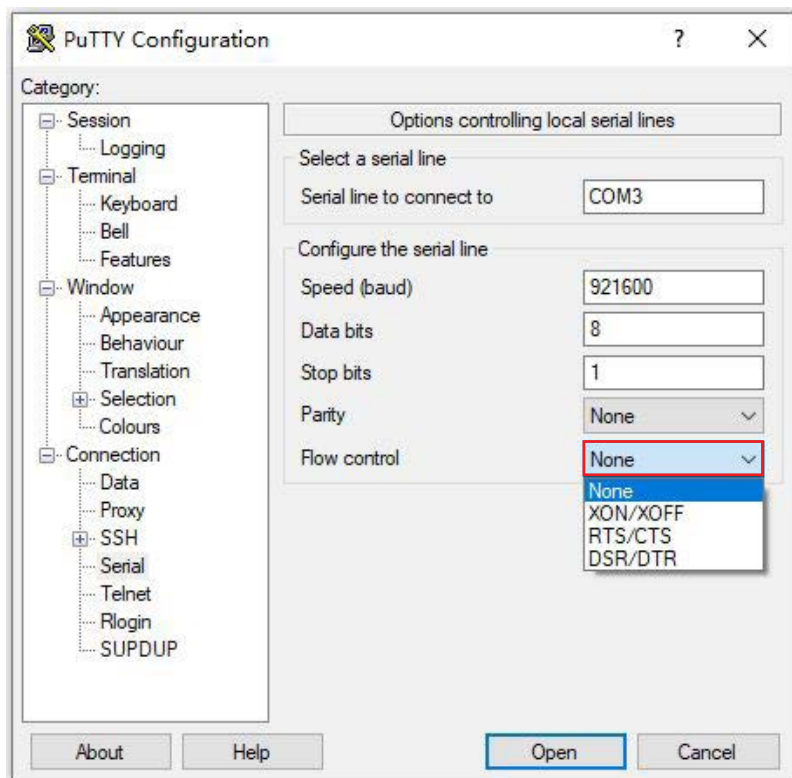 PuTTY Configuration
?
Category:
Session
Logging
Terminal
Keyboard
Bell
Features
Window
Appearance
Behaviour
Translation
Selection
Colours
Connection
Data
Proxy
SSH
Serial
Telnet
Rlogin
SUPDUP
Options controlling local serial lines
Select a serial line
Serial line to connect to COM3
Configure the serial line
Speed (baud) 921600
Data bits 8
Stop bits 1
Parity None
Flow control None
None
XON/XOFF
RTS/CTS
DSR/DTR
About Help Open Cancel